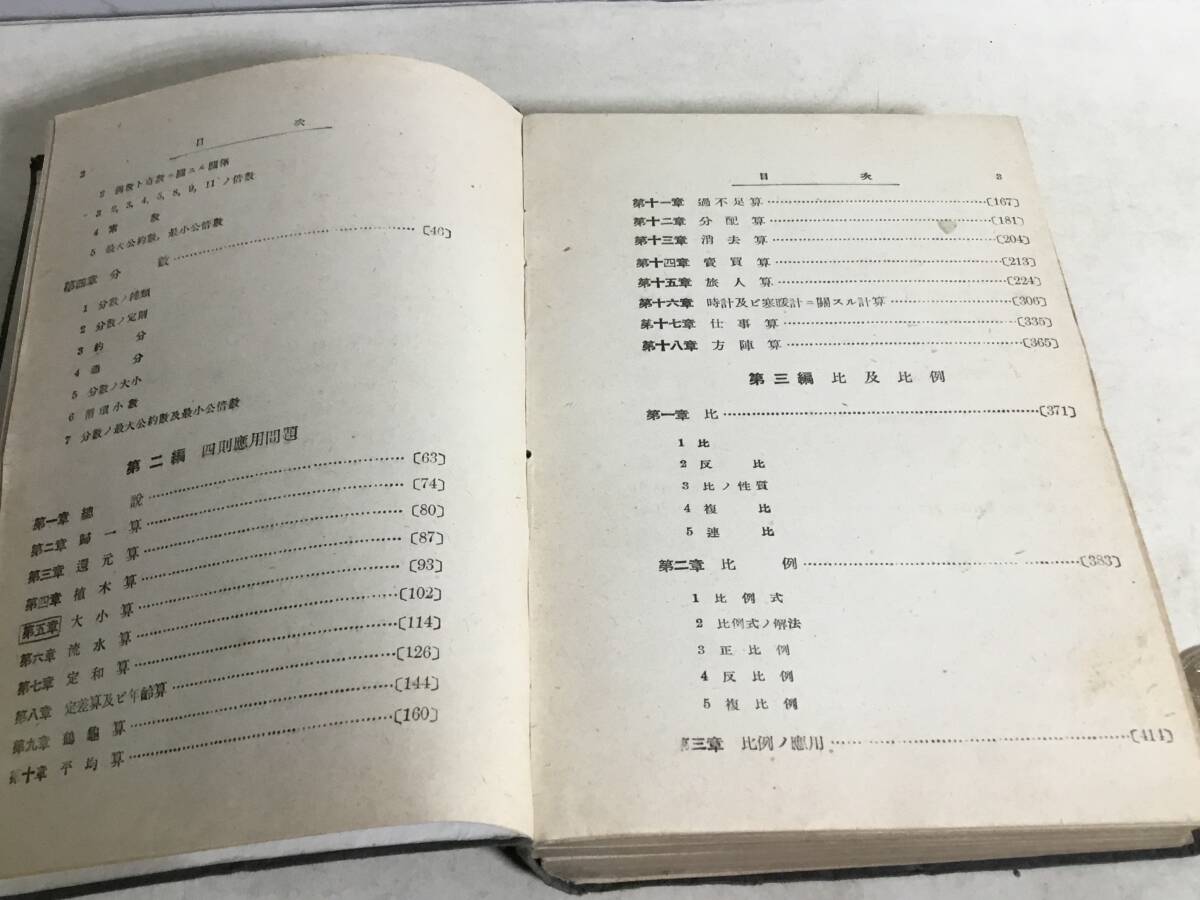 2
目 次
2 偶数ト奇数ニ關スル關係
3 2, 3, 4, 5, 8, 9, 11ノ倍數
4 素 數
5 最大公約數, 最小公倍數
第四章 分 數 〔46〕
1 分數ノ種類
2 分數ノ定則
3 約 分
4 通 分
5 分數ノ大小
6 循環小數
7 分數ノ最大公約數及最小公倍數
第二編 四則應用問題
第一章 總 說 〔63〕
第二章 歸一算 〔74〕
第三章 還元算 〔80〕
第四章 植木算 〔87〕
第五章 大小算 〔93〕
第六章 流水算 〔102〕
第七章 定和算 〔114〕
第八章 定差算及ビ年齡算 〔126〕
第九章 鶴龜算 〔144〕
第十章 平均算 〔160〕
目 次
3
第十一章 過不足算 〔167〕
第十二章 分配算 〔181〕
第十三章 消去算 〔204〕
第十四章 賣買算 〔213〕
第十五章 旅人算 〔224〕
第十六章 時計及ビ寒暖計ニ關スル計算 〔306〕
第十七章 仕事算 〔335〕
第十八章 方陣算 〔365〕
第三編 比及比例
第一章 比 〔371〕
1 比
2 反 比
3 比ノ性質
4 複 比
5 連 比
第二章 比 例 〔383〕
1 比例式
2 比例式ノ解法
3 正比例
4 反比例
5 複比例
第三章 比例ノ應用 〔414〕